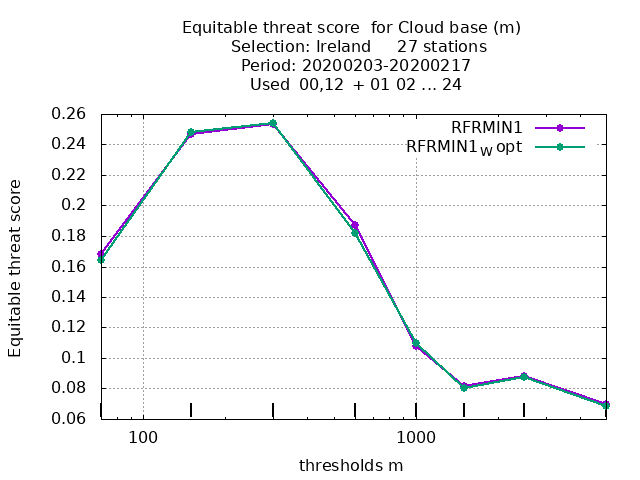 Equitable threat score for Cloud base (m)
Selection: Ireland 27 stations
Period: 20200203-20200217
Used 00,12 + 01 02 ... 24
RFRMIN1
RFRMIN1W opt
Equitable threat score
0.26
0.24
0.22
0.2
0.18
0.16
0.14
0.12
0.1
0.08
0.06
100
1000
thresholds m